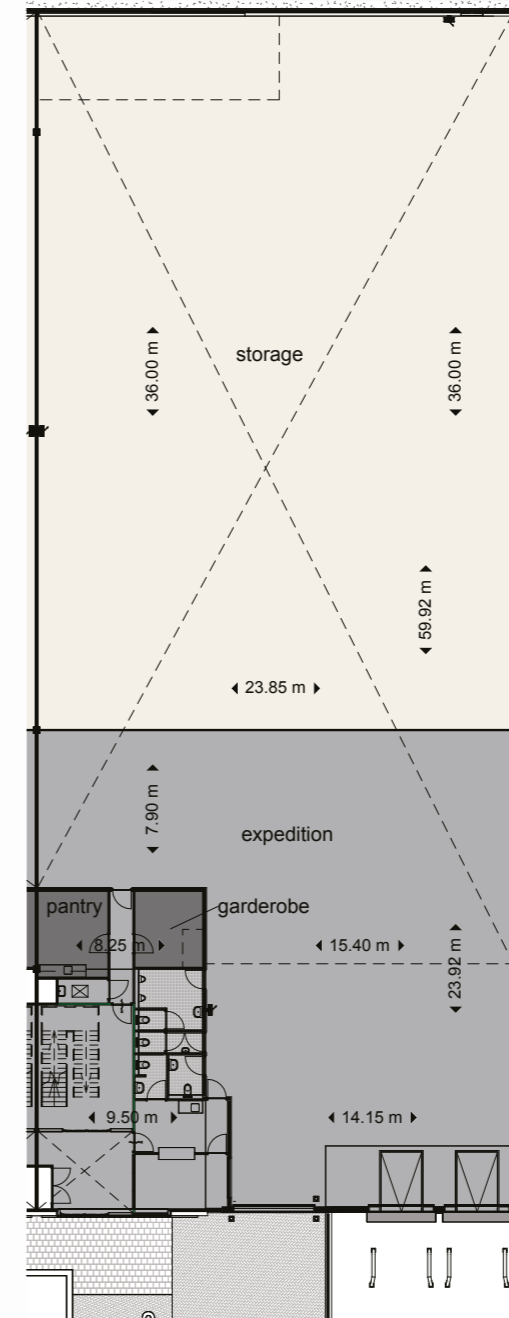 storage
36.00 m
36.00 m
59.92 m
23.85 m
7.90 m
expedition
pantry
garderobe
8.25 m
15.40 m
23.92 m
9.50 m
14.15 m